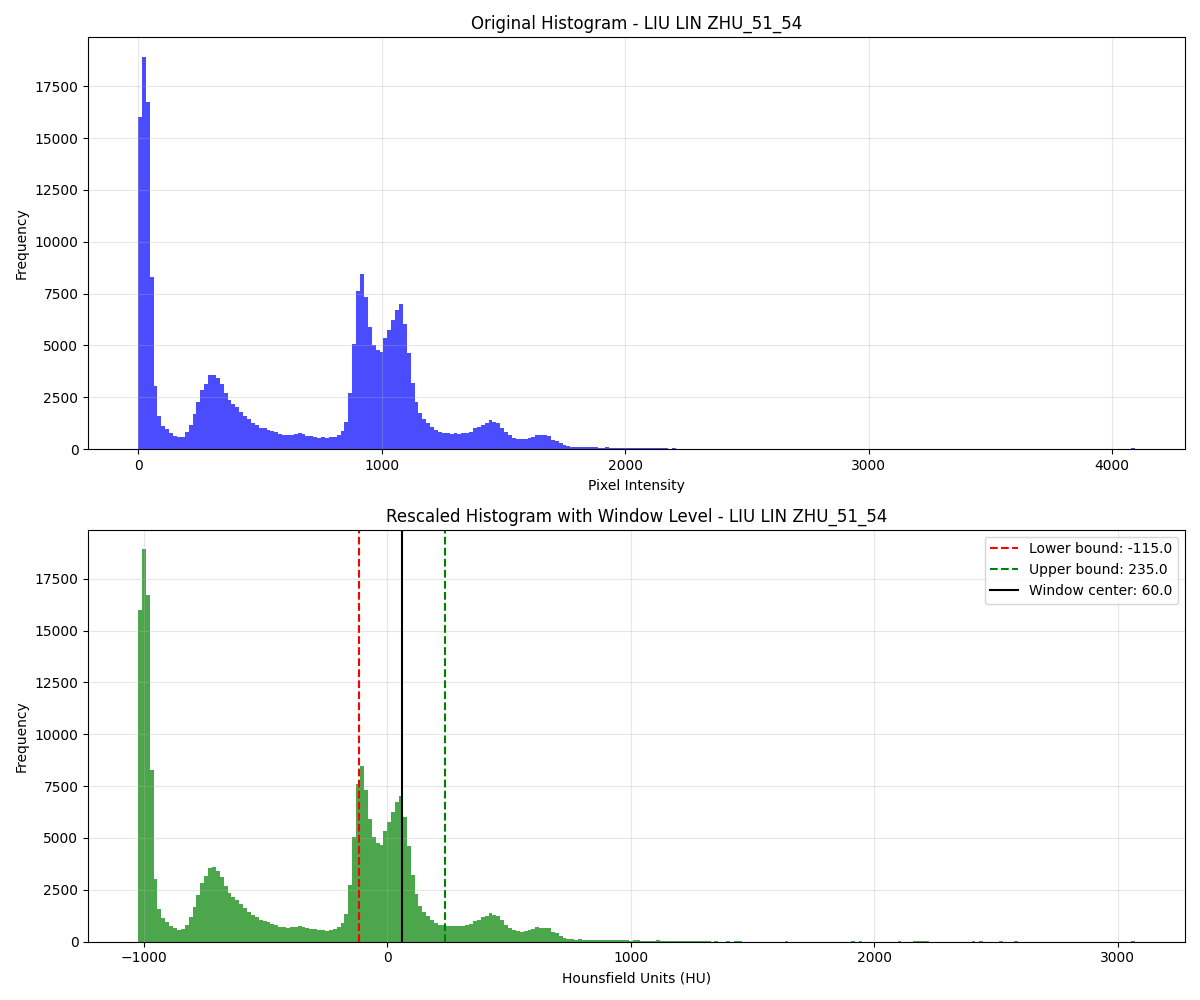 Original Histogram - LIU LIN ZHU_51_54
17500
15000
12500
10000
7500
5000
2500
0
Frequency
0 1000 2000 3000 4000
Pixel Intensity
Rescaled Histogram with Window Level - LIU LIN ZHU_51_54
Lower bound: -115.0
Upper bound: 235.0
Window center: 60.0
17500
15000
12500
10000
7500
5000
2500
0
Frequency
−1000 0 1000 2000 3000
Hounsfield Units (HU)